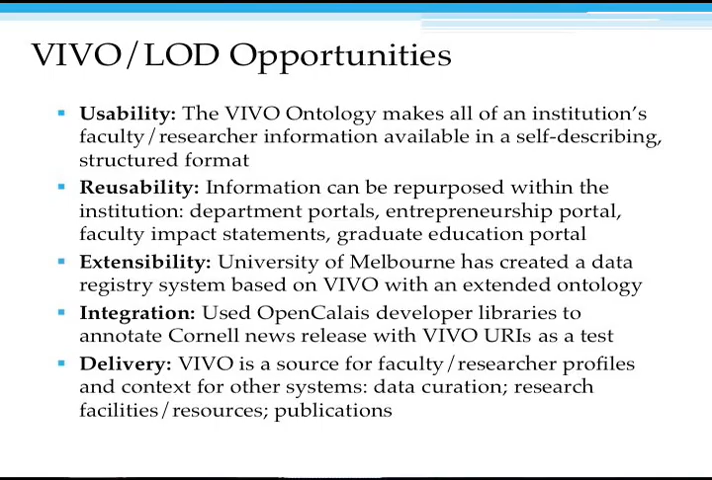 VIVO/LOD Opportunities
▪ Usability: The VIVO Ontology makes all of an institution's
faculty/researcher information available in a self-describing,
structured format
▪ Reusability: Information can be repurposed within the
institution: department portals, entrepreneurship portal,
faculty impact statements, graduate education portal
▪ Extensibility: University of Melbourne has created a data
registry system based on VIVO with an extended ontology
▪ Integration: Used OpenCalais developer libraries to
annotate Cornell news release with VIVO URIs as a test
▪ Delivery: VIVO is a source for faculty/researcher profiles
and context for other systems: data curation; research
facilities/resources; publications